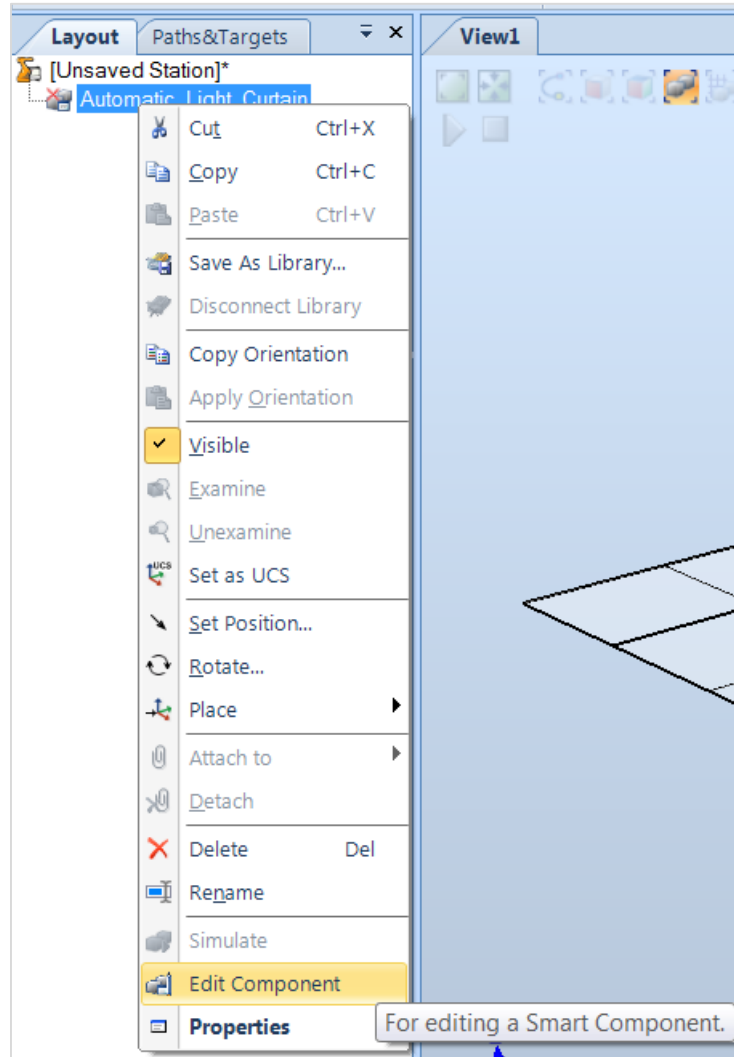 Layout Paths&Targets View1
[Unsaved Station]*
Automatic_Light_Curtain
Cut Ctrl+X
Copy Ctrl+C
Paste Ctrl+V
Save As Library...
Disconnect Library
Copy Orientation
Apply Orientation
Visible
Examine
Unexamine
UCS Set as UCS
Set Position...
Rotate...
Place
Attach to
Detach
Delete Del
Rename
Simulate
Edit Component
For editing a Smart Component.
Properties